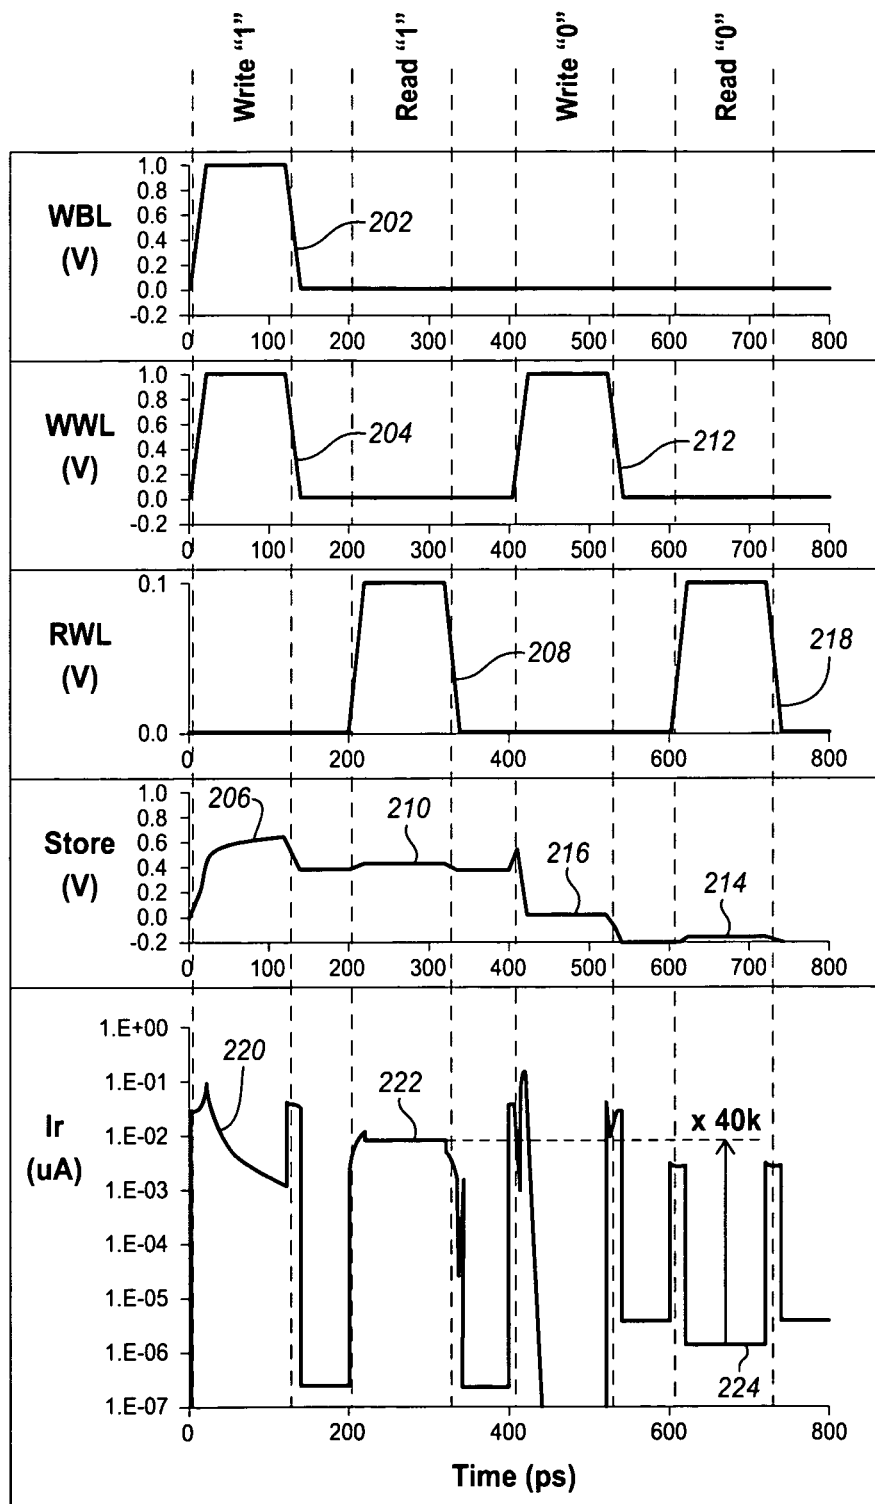 Write “1”
Read “1”
Write “0”
Read “0”
WBL
(V)
1.0
0.8
0.6
0.4
0.2
0.0
-0.2
202
0 100 200 300 400 500 600 700 800
WWL
(V)
1.0
0.8
0.6
0.4
0.2
0.0
-0.2
204
212
0 100 200 300 400 500 600 700 800
RWL
(V)
0.1
0.0
208
218
0 200 400 600 800
Store
(V)
1.0
0.8
0.6
0.4
0.2
0.0
-0.2
206
210
216
214
0 100 200 300 400 500 600 700 800
Ir
(uA)
1.E+00
1.E-01
1.E-02
1.E-03
1.E-04
1.E-05
1.E-06
1.E-07
220
222
x 40k
224
0 200 400 600 800
Time (ps)